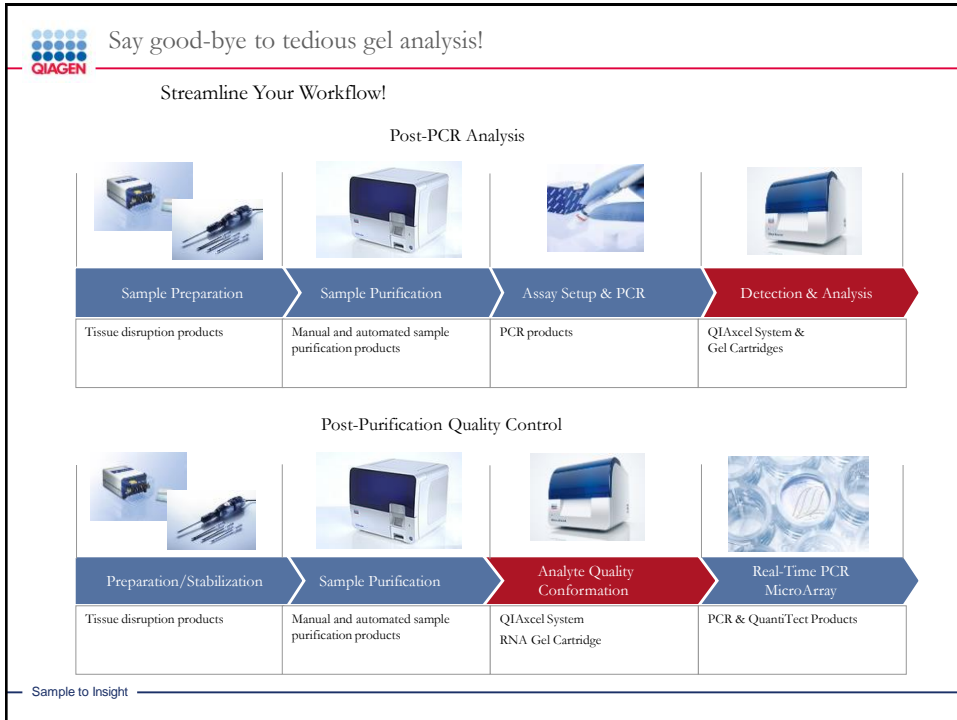 QIAGEN
Say good-bye to tedious gel analysis!
Streamline Your Workflow!
Post-PCR Analysis
Sample Preparation
Sample Purification
Assay Setup & PCR
Detection & Analysis
Tissue disruption products
Manual and automated sample
purification products
PCR products
QIAxcel System &
Gel Cartridges
Post-Purification Quality Control
Preparation/Stabilization
Sample Purification
Analyte Quality
Conformation
Real-Time PCR
MicroArray
Tissue disruption products
Manual and automated sample
purification products
QIAxcel System
RNA Gel Cartridge
PCR & QuantiTect Products
Sample to Insight